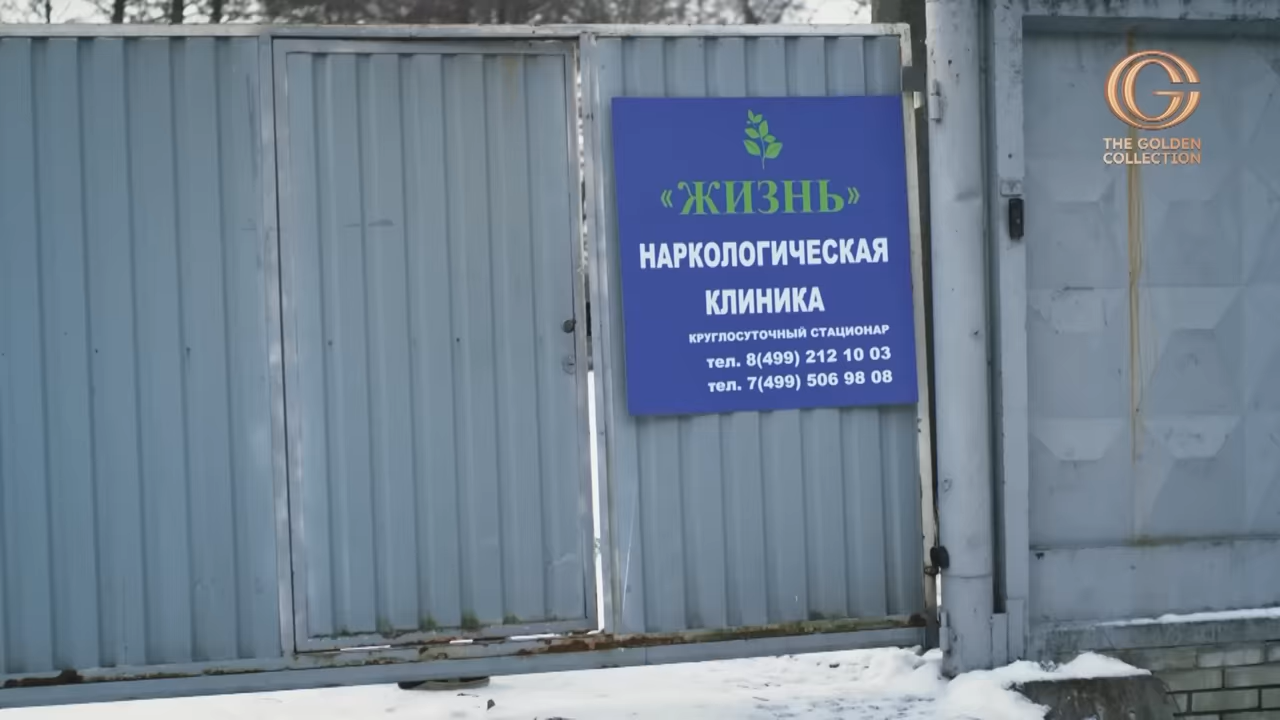 «ЖИЗНЬ»
НАРКОЛОГИЧЕСКАЯ
КЛИНИКА
КРУГЛОСУТОЧНЫЙ СТАЦИОНАР
тел. 8(499) 212 10 03
тел. 7(499) 506 98 08
THE GOLDEN
COLLECTION